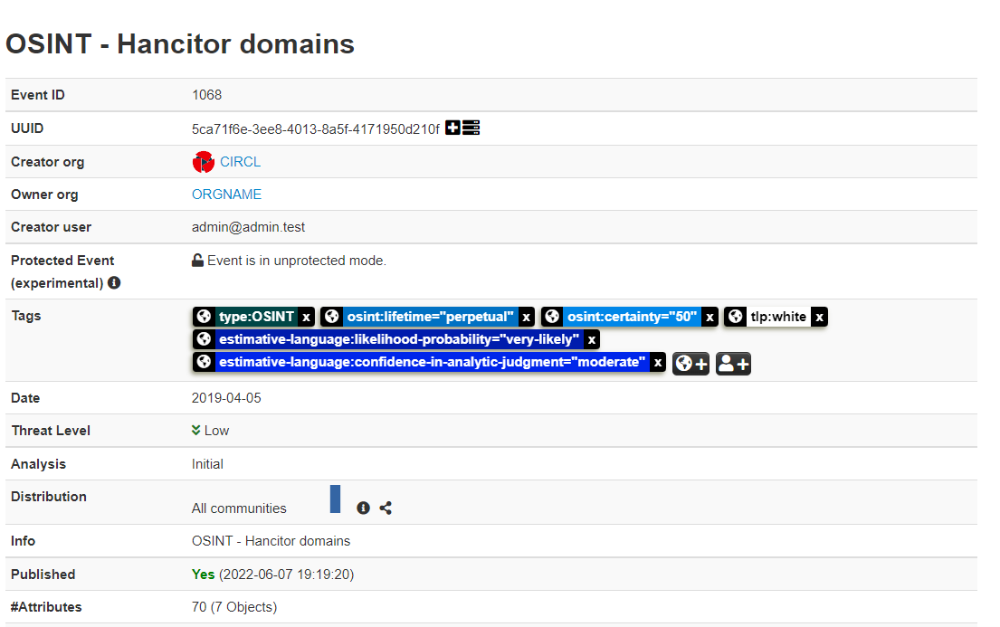 OSINT - Hancitor domains
Event ID 1068
UUID 5ca71f6e-3ee8-4013-8a5f-4171950d210f
Creator org CIRCL
Owner org ORGNAME
Creator user admin@admin.test
Protected Event Event is in unprotected mode.
(experimental)
Tags type:OSINT x osint:lifetime="perpetual" x osint:certainty="50" x tlp:white x
estimative-language:likelihood-probability="very-likely" x
estimative-language:confidence-in-analytic-judgment="moderate" x
Date 2019-04-05
Threat Level Low
Analysis Initial
Distribution
All communities
Info OSINT - Hancitor domains
Published Yes (2022-06-07 19:19:20)
#Attributes 70 (7 Objects)